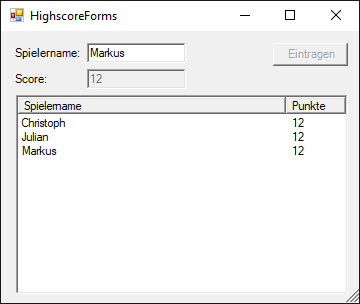 HighscoreForms
Spielername: Markus Eintragen
Score: 12
Spielername Punkte
Christoph 12
Julian 12
Markus 12